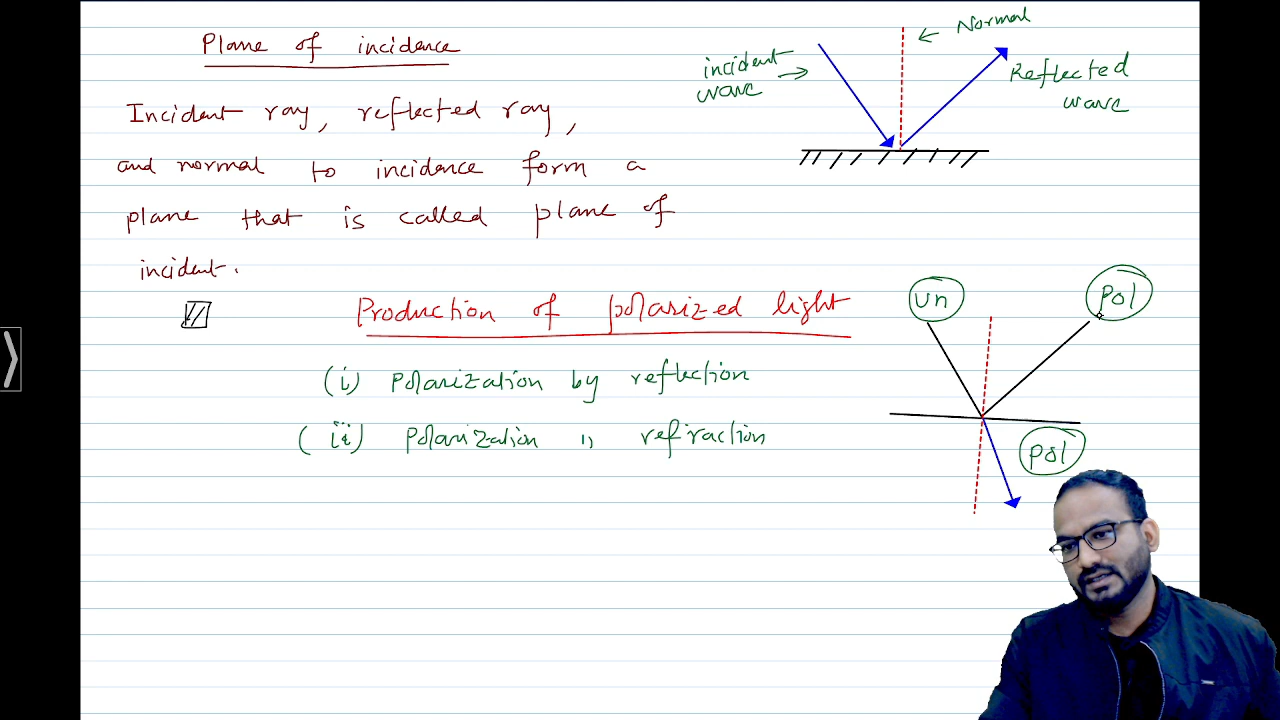 Plane of incidence
Incident ray, reflected ray,
and normal to incidence form a
plane that is called plane of
incident.
← Normal
incident
wave →
Reflected
wave
Production of polarized light
(i) Polarization by reflection
(ii) Polarization " refraction
Un
Pol
Pol